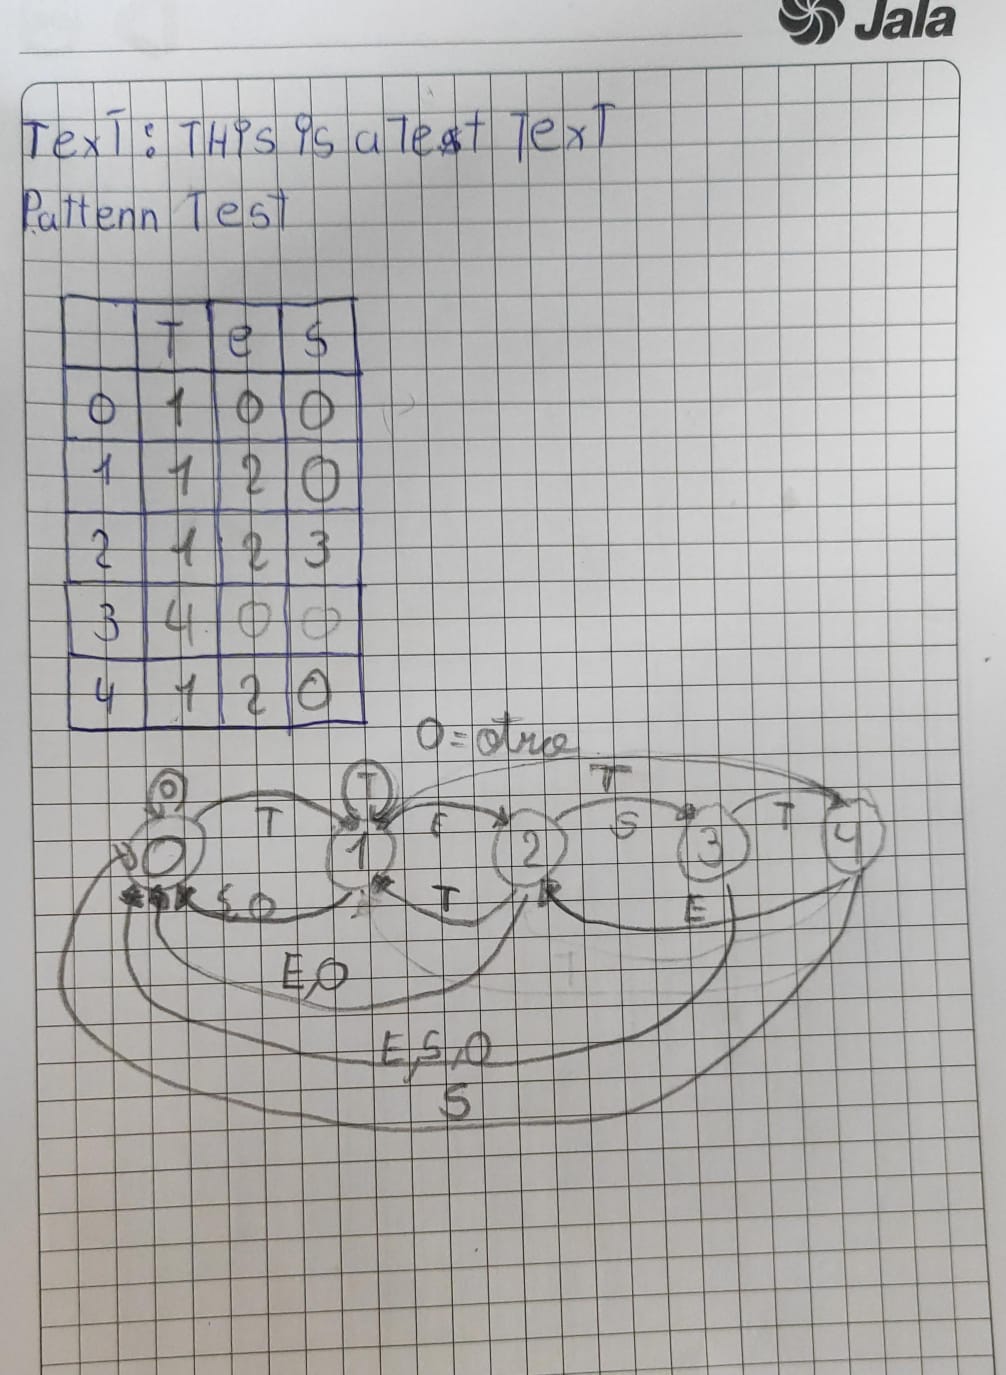 Jala
Text: THis is a Test Text
Pattenn Test
T e S
0 1 0 0
1 1 2 0
2 1 2 3
3 4 0 0
4 1 2 0
O = otro
T
O T T E S T
0 1 2 3 4
S,O T E
E,O T
E,S,O
S